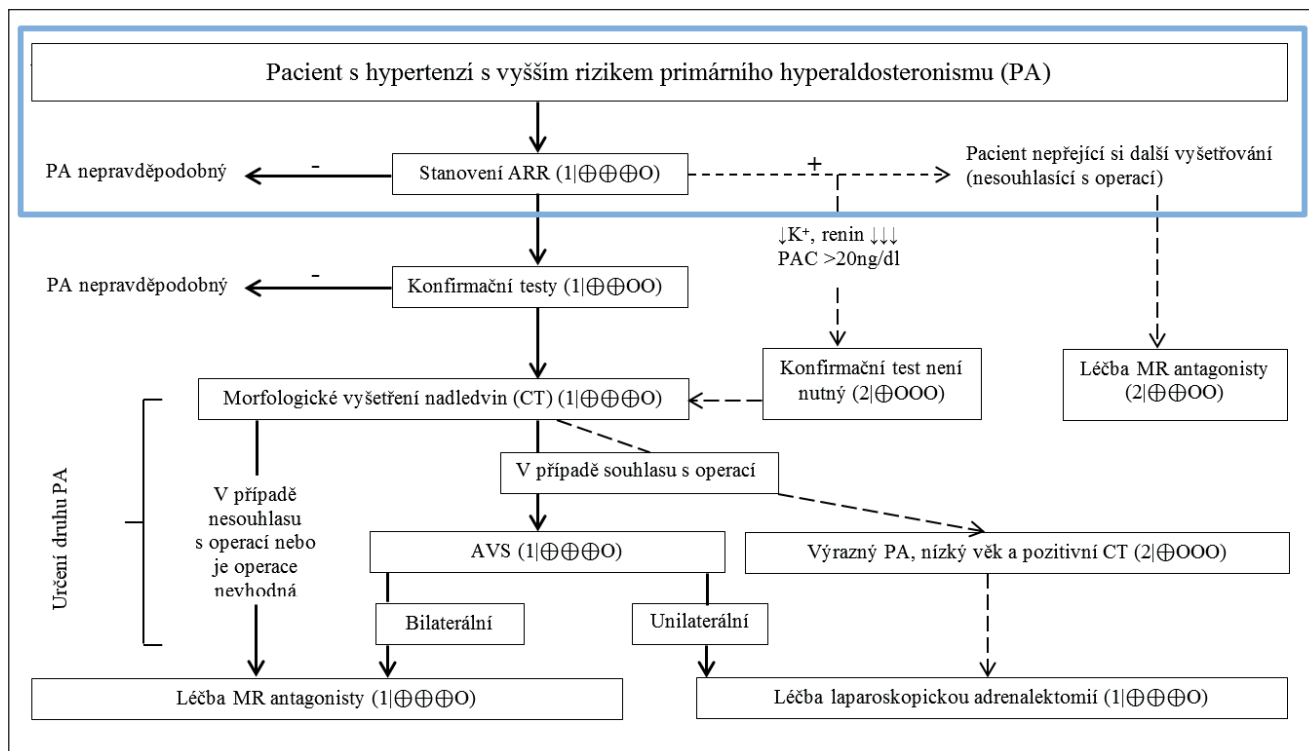 Pacient s hypertenzí s vyšším rizikem primárního hyperaldosteronismu (PA)
PA nepravděpodobný
-
Stanovení ARR (1|⊕⊕⊕O)
+
Pacient nepřející si další vyšetřování
(nesouhlasící s operací)
↓K⁺, renin ↓↓↓
PAC >20ng/dl
PA nepravděpodobný
-
Konfirmační testy (1|⊕⊕OO)
Konfirmační test není
nutný (2|⊕OOO)
Léčba MR antagonisty
(2|⊕⊕OO)
Morfologické vyšetření nadledvin (CT) (1|⊕⊕⊕O)
Určení druhu PA
V případě
nesouhlasu
s operací nebo
je operace
nevhodná
V případě souhlasu s operací
AVS (1|⊕⊕⊕O)
Výrazný PA, nízký věk a pozitivní CT (2|⊕OOO)
Bilaterální
Unilaterální
Léčba MR antagonisty (1|⊕⊕⊕O)
Léčba laparoskopickou adrenalektomií (1|⊕⊕⊕O)